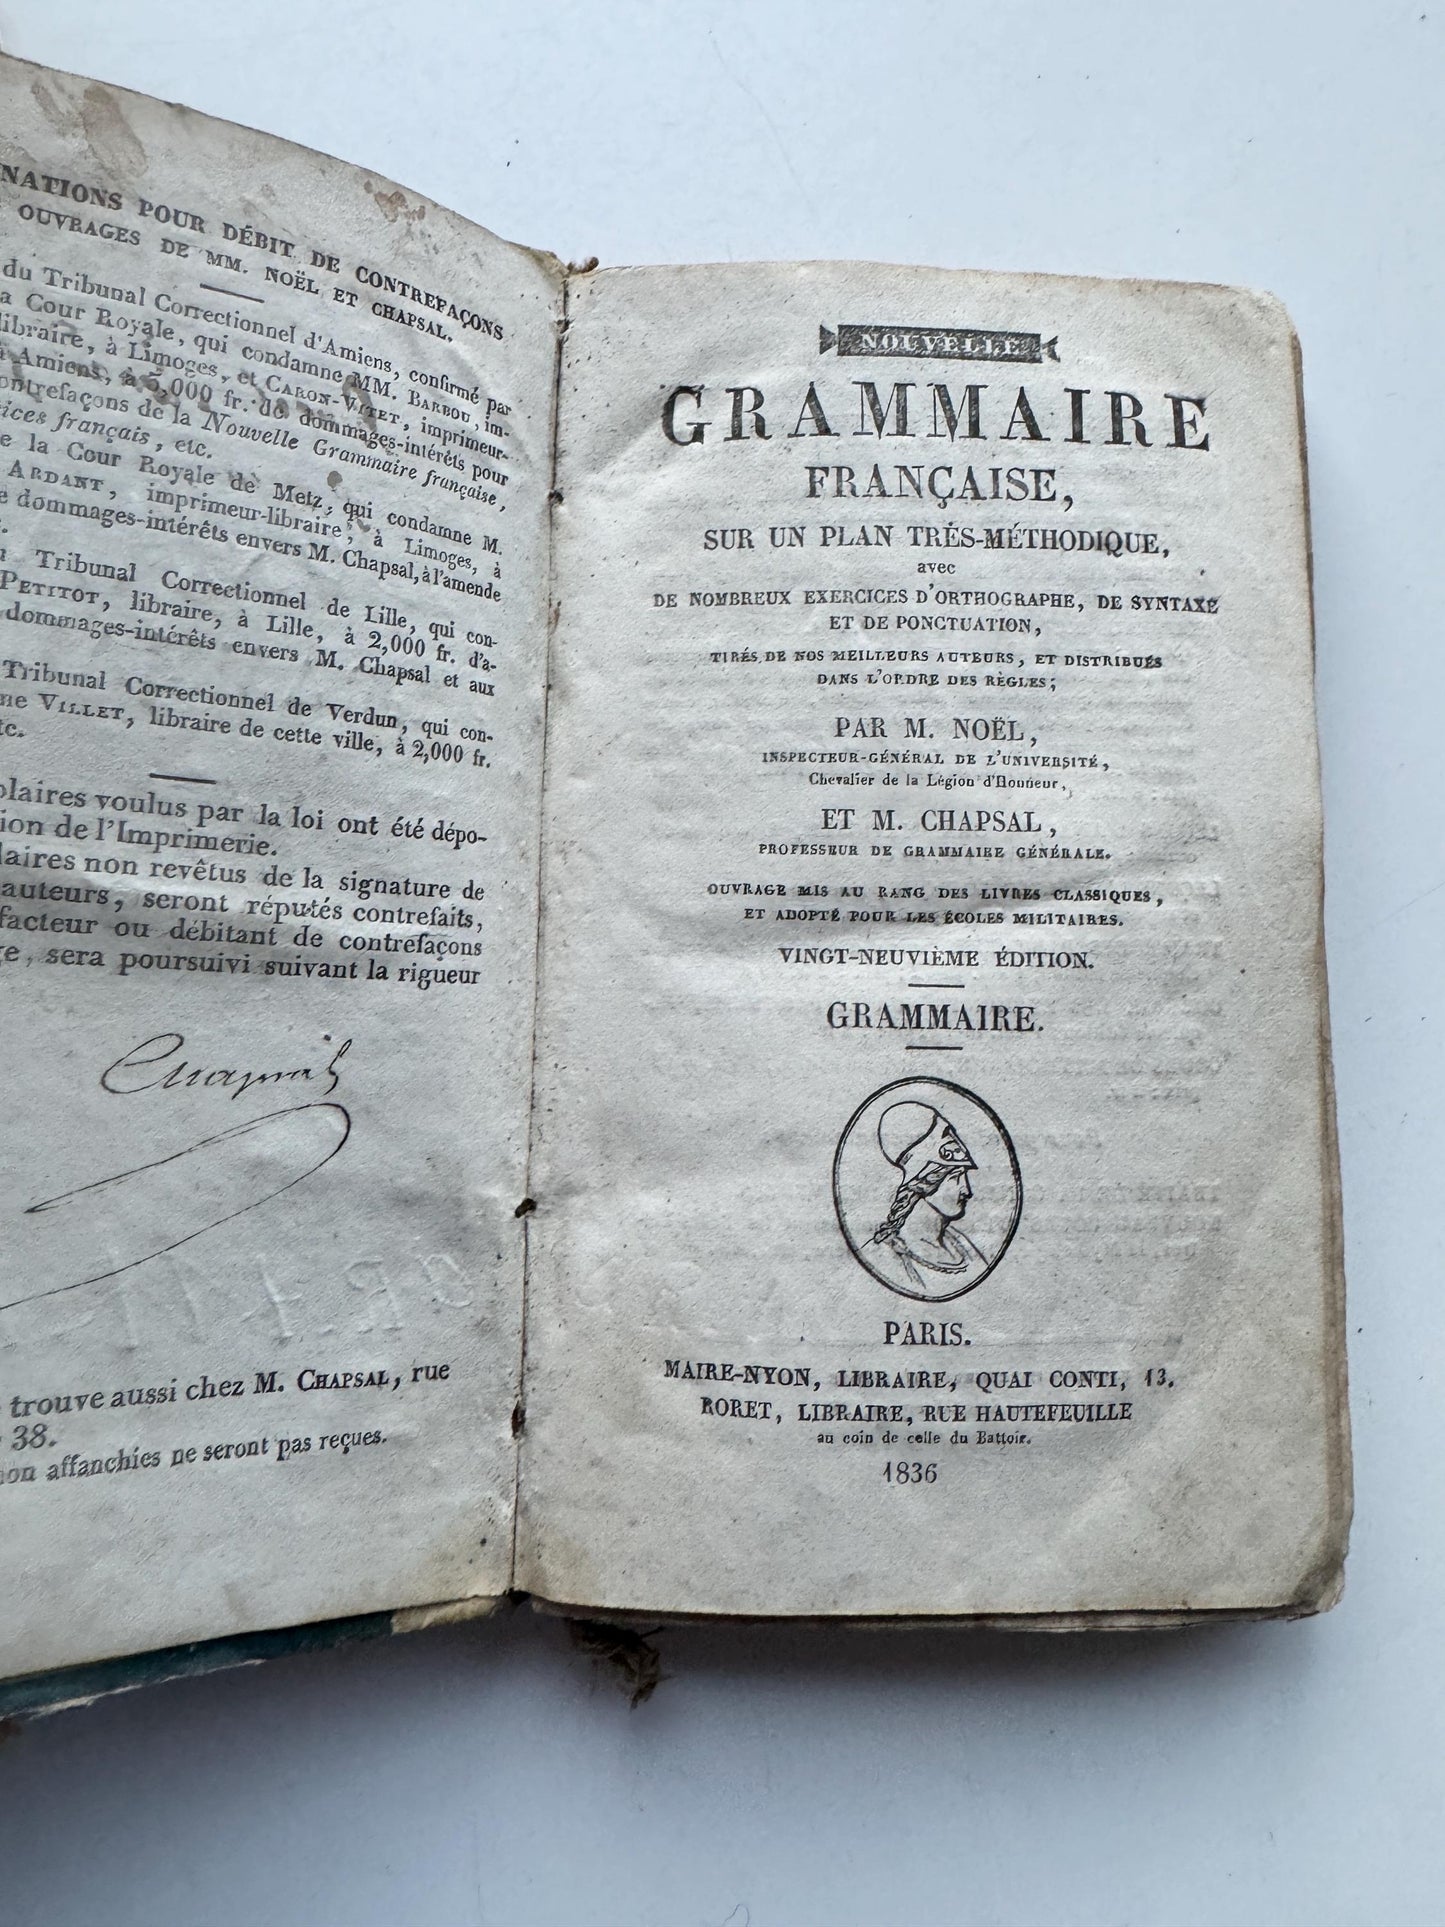 NATIONS POUR DÉBIT DE CONTREFAÇONS
OUVRAGES DE MM. NOËL ET CHAPSAL.
du Tribunal Correctionnel d'Amiens, confirmé par
a Cour Royale, qui condamne MM. BARBOU, im-
libraire, à Limoges, et CARON-VITET, imprimeur-
à Amiens, à 5,000 fr. de dommages-intérêts pour
ontrefaçons de la Nouvelle Grammaire française,
ices français, etc.
e la Cour Royale de Metz, qui condamne M.
ARDANT, imprimeur-libraire, à Limoges, à
e dommages-intérêts envers M. Chapsal, à l'amende
Tribunal Correctionnel de Lille, qui con-
PETITOT, libraire, à Lille, à 2,000 fr. d'a-
dommages-intérêts envers M. Chapsal et aux
Tribunal Correctionnel de Verdun, qui con-
ne VILLET, libraire de cette ville, à 2,000 fr.
tc.
plaires voulus par la loi ont été dépo-
ion de l'Imprimerie.
laires non revêtus de la signature de
auteurs, seront réputés contrefaits,
facteur ou débitant de contrefaçons
ge, sera poursuivi suivant la rigueur
Chapsal
trouve aussi chez M. CHAPSAL, rue
38.
non affanchies ne seront pas reçues.
NOUVELLE
GRAMMAIRE
FRANÇAISE,
SUR UN PLAN TRÉS-MÉTHODIQUE,
avec
DE NOMBREUX EXERCICES D'ORTHOGRAPHE, DE SYNTAXE
ET DE PONCTUATION,
TIRÉS DE NOS MEILLEURS AUTEURS, ET DISTRIBUÉS
DANS L'ORDRE DES RÈGLES;
PAR M. NOËL,
INSPECTEUR-GÉNÉRAL DE L'UNIVERSITÉ,
Chevalier de la Légion d'Honneur,
ET M. CHAPSAL,
PROFESSEUR DE GRAMMAIRE GÉNÉRALE.
OUVRAGE MIS AU RANG DES LIVRES CLASSIQUES,
ET ADOPTÉ POUR LES ÉCOLES MILITAIRES.
VINGT-NEUVIÈME ÉDITION.
GRAMMAIRE.
PARIS.
MAIRE-NYON, LIBRAIRE, QUAI CONTI, 13.
RORET, LIBRAIRE, RUE HAUTEFEUILLE
au coin de celle du Battoir.
1836